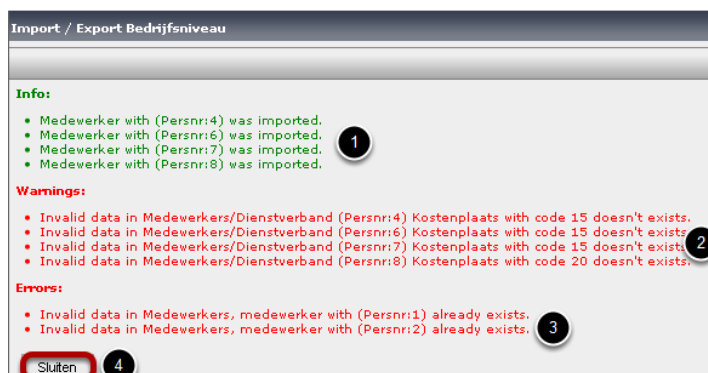 Import / Export Bedrijfsniveau
Info:
• Medewerker with (Persnr:4) was imported.
• Medewerker with (Persnr:6) was imported.
• Medewerker with (Persnr:7) was imported.
• Medewerker with (Persnr:8) was imported.
1
Warnings:
• Invalid data in Medewerkers/Dienstverband (Persnr:4) Kostenplaats with code 15 doesn't exists.
• Invalid data in Medewerkers/Dienstverband (Persnr:6) Kostenplaats with code 15 doesn't exists.
• Invalid data in Medewerkers/Dienstverband (Persnr:7) Kostenplaats with code 15 doesn't exists.
• Invalid data in Medewerkers/Dienstverband (Persnr:8) Kostenplaats with code 20 doesn't exists.
2
Errors:
• Invalid data in Medewerkers, medewerker with (Persnr:1) already exists.
• Invalid data in Medewerkers, medewerker with (Persnr:2) already exists.
3
Sluiten
4